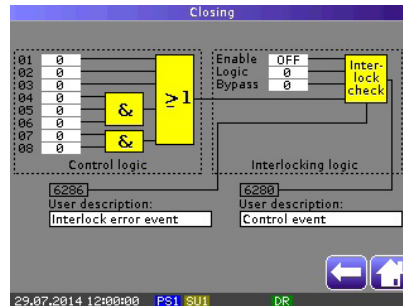 Closing
01 0
02 0
03 0
04 0
05 0
06 0
07 0
08 0
&
&
≥1
Control logic
Enable OFF
Logic 0
Bypass 0
Inter-
lock
check
Interlocking logic
6286
User description:
Interlock error event
6280
User description:
Control event
29.07.2014 12:00:00 PS1 SU1 DR